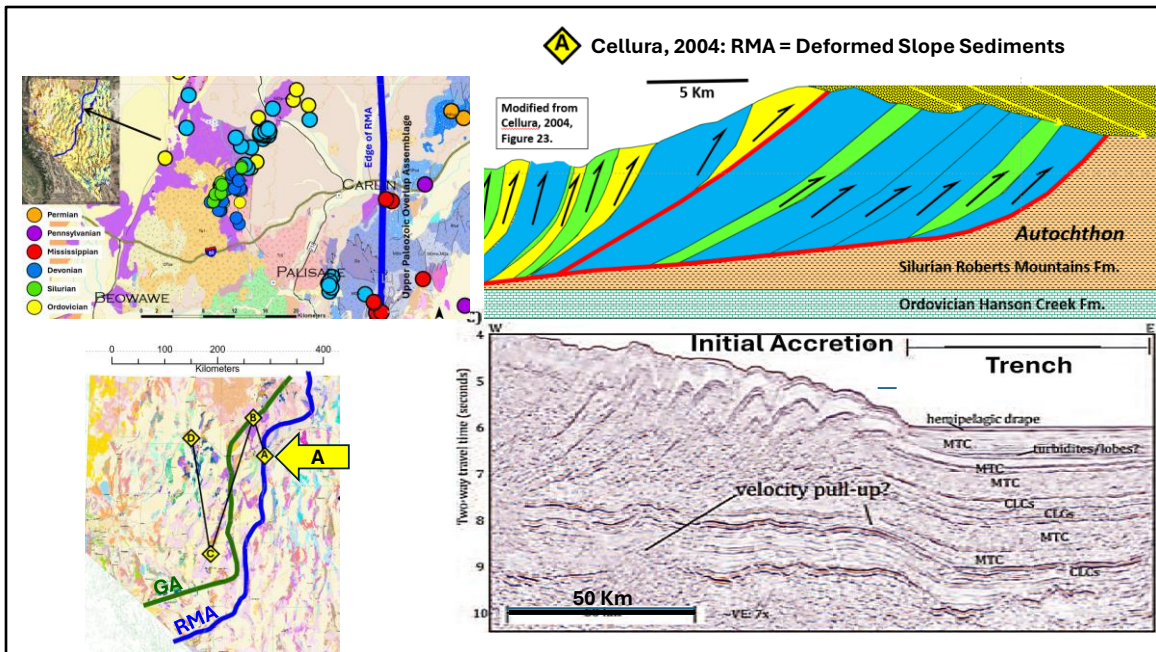 A Cellura, 2004: RMA = Deformed Slope Sediments
5 Km
Modified from
Cellura, 2004,
Figure 23.
Autochthon
Silurian Roberts Mountains Fm.
Ordovician Hanson Creek Fm.
Edge of RMA
Upper Paleozoic Overlap Assemblage
CARLIN
PALISADE
BEOWAWE
Permian
Pennsylvanian
Mississippian
Devonian
Silurian
Ordovician
Kilometers
0 100 200 300 400
Kilometers
D
B
A
A
C
GA
RMA
W
E
Initial Accretion
Trench
Two-way travel time (seconds)
4
5
6
7
8
9
10
hemipelagic drape
MTC
turbidites/lobes?
MTC
MTC
velocity pull-up?
CLCs
CLCs
MTC
MTC
CLCs
50 Km
~VE: 7x